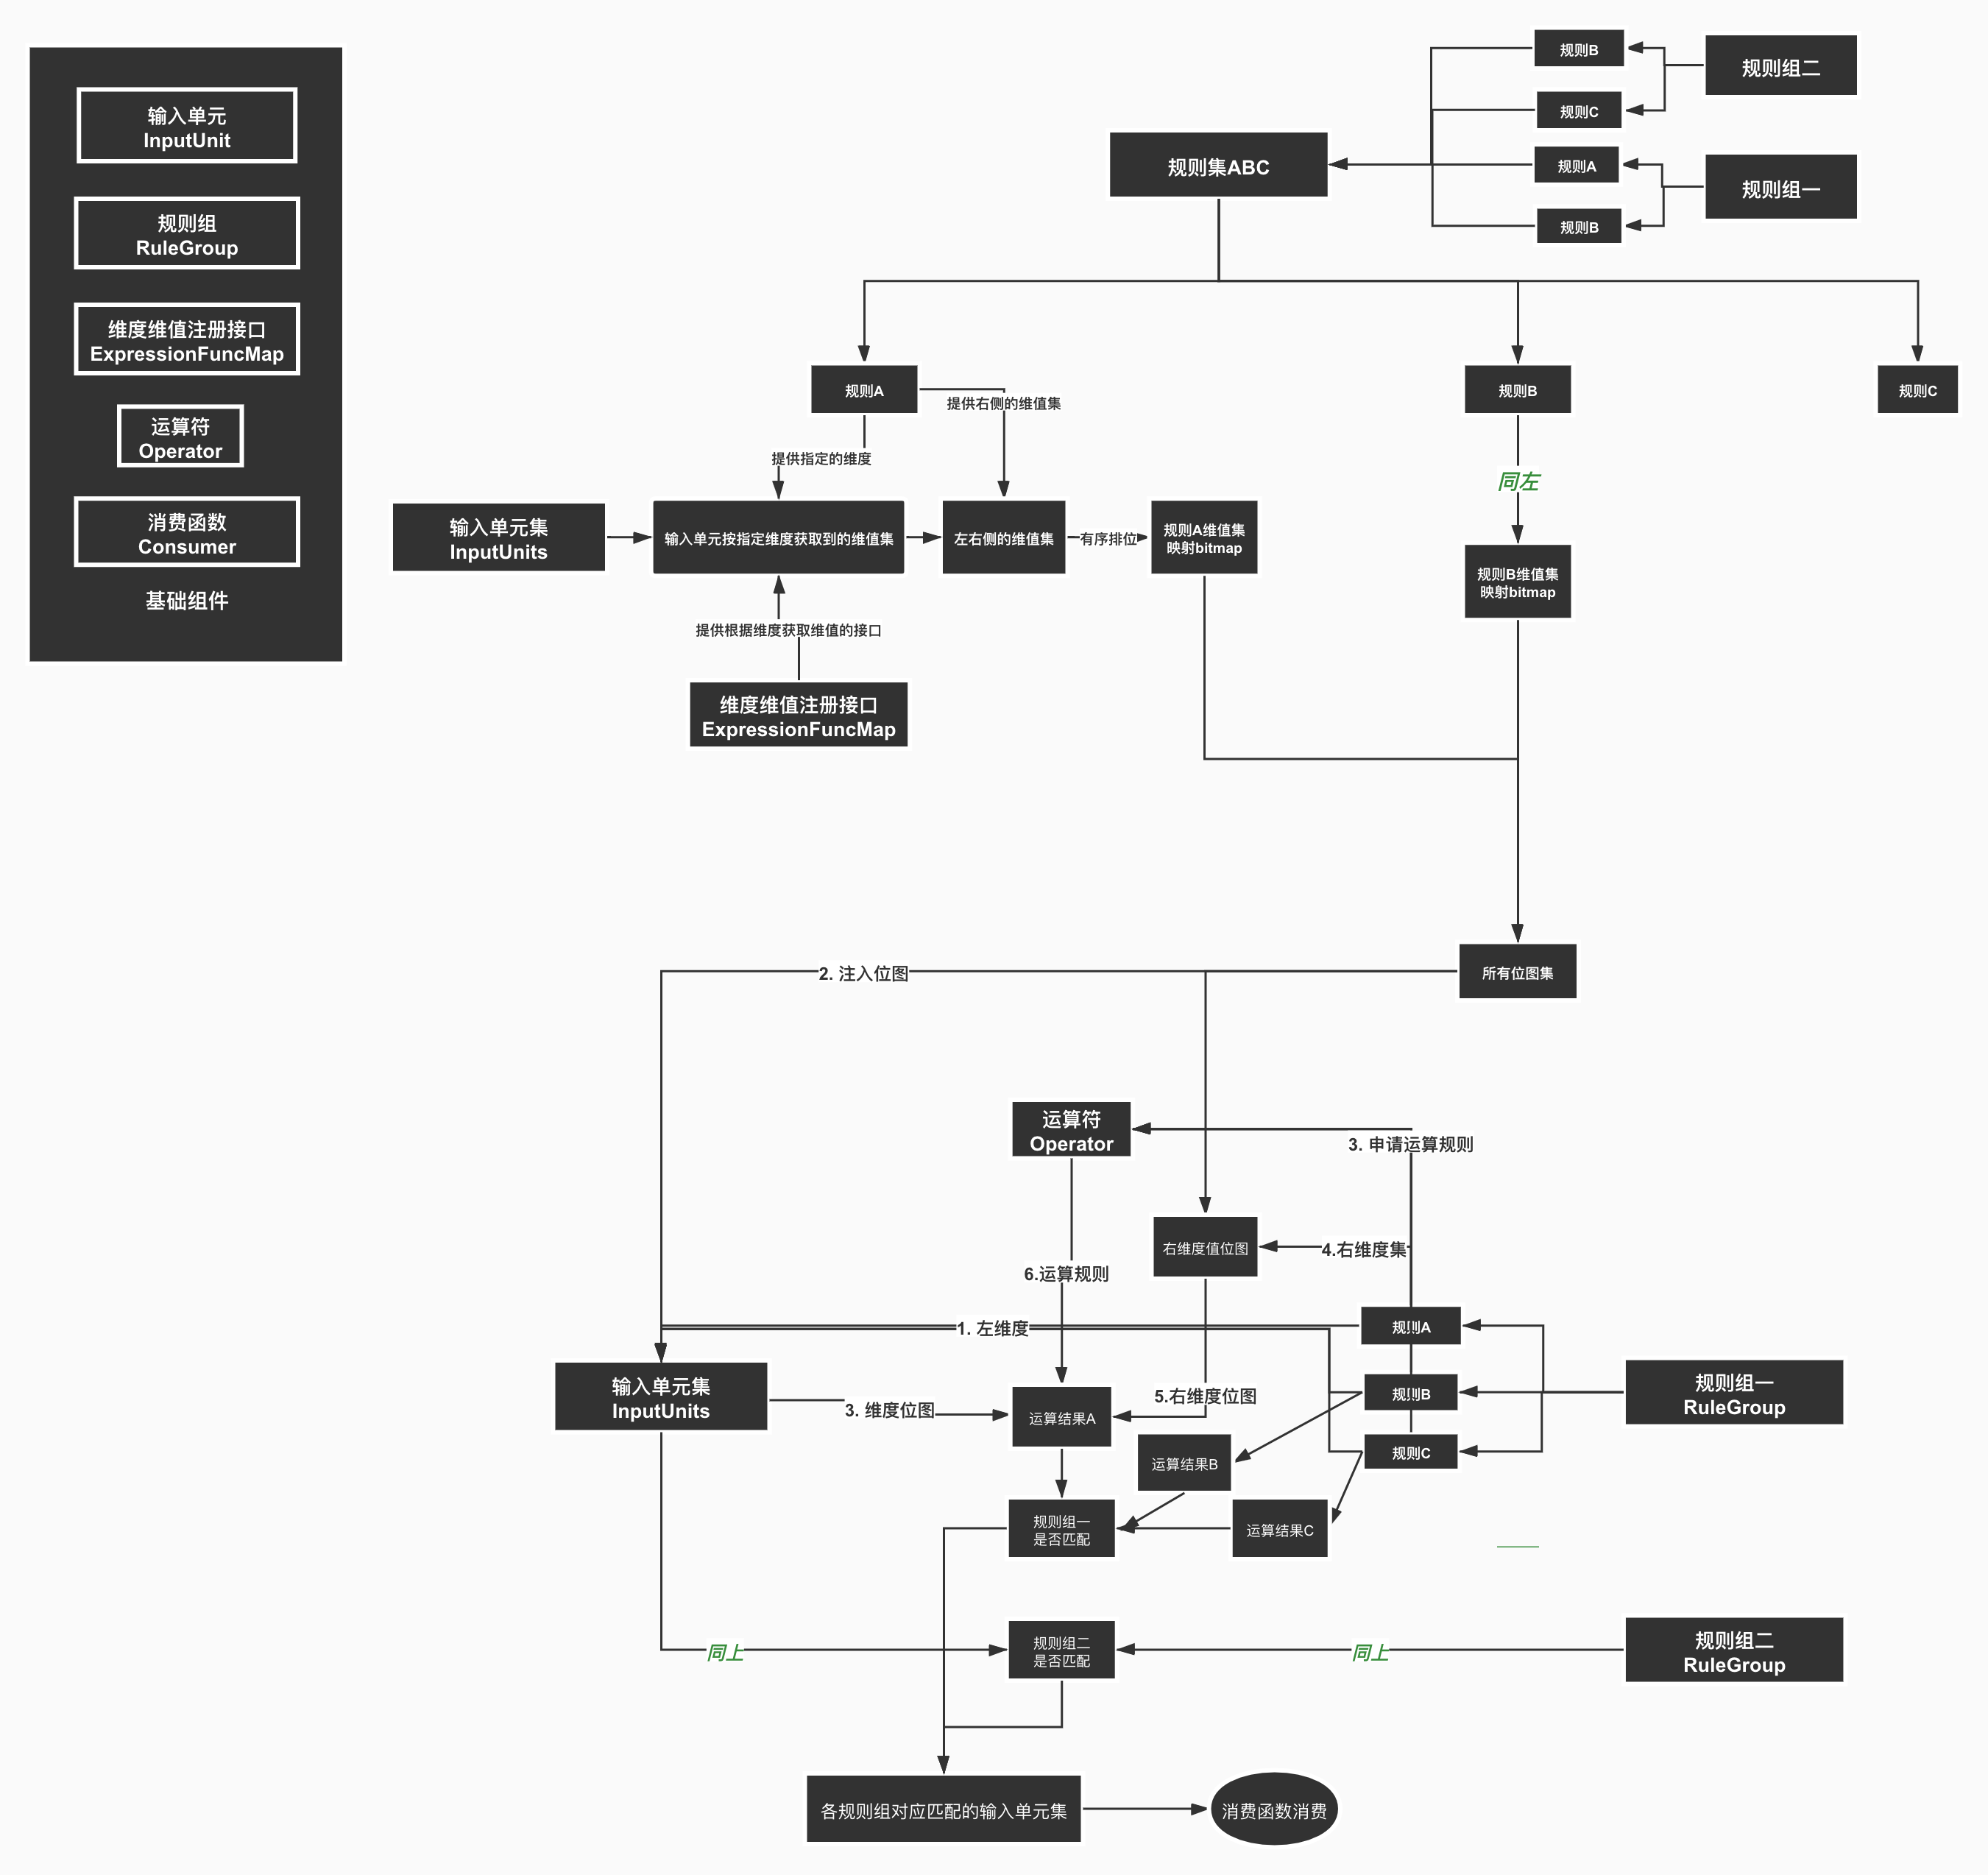 输入单元
InputUnit
规则组
RuleGroup
维度维值注册接口
ExpressionFuncMap
运算符
Operator
消费函数
Consumer
基础组件
规则B
规则组二
规则C
规则集ABC
规则A
规则组一
规则B
规则A
提供右侧的维值集
规则B
规则C
提供指定的维度
同左
输入单元集
InputUnits
输入单元按指定维度获取到的维值集
左右侧的维值集
有序排位
规则A维值集
映射bitmap
规则B维值集
映射bitmap
提供根据维度获取维值的接口
维度维值注册接口
ExpressionFuncMap
2. 注入位图
所有位图集
运算符
Operator
3. 申请运算规则
右维度值位图
4.右维度集
6.运算规则
1. 左维度
规则A
输入单元集
InputUnits
3. 维度位图
运算结果A
5.右维度位图
规则B
规则组一
RuleGroup
运算结果B
规则C
规则组一
是否匹配
运算结果C
同上
规则组二
是否匹配
同上
规则组二
RuleGroup
各规则组对应匹配的输入单元集
消费函数消费